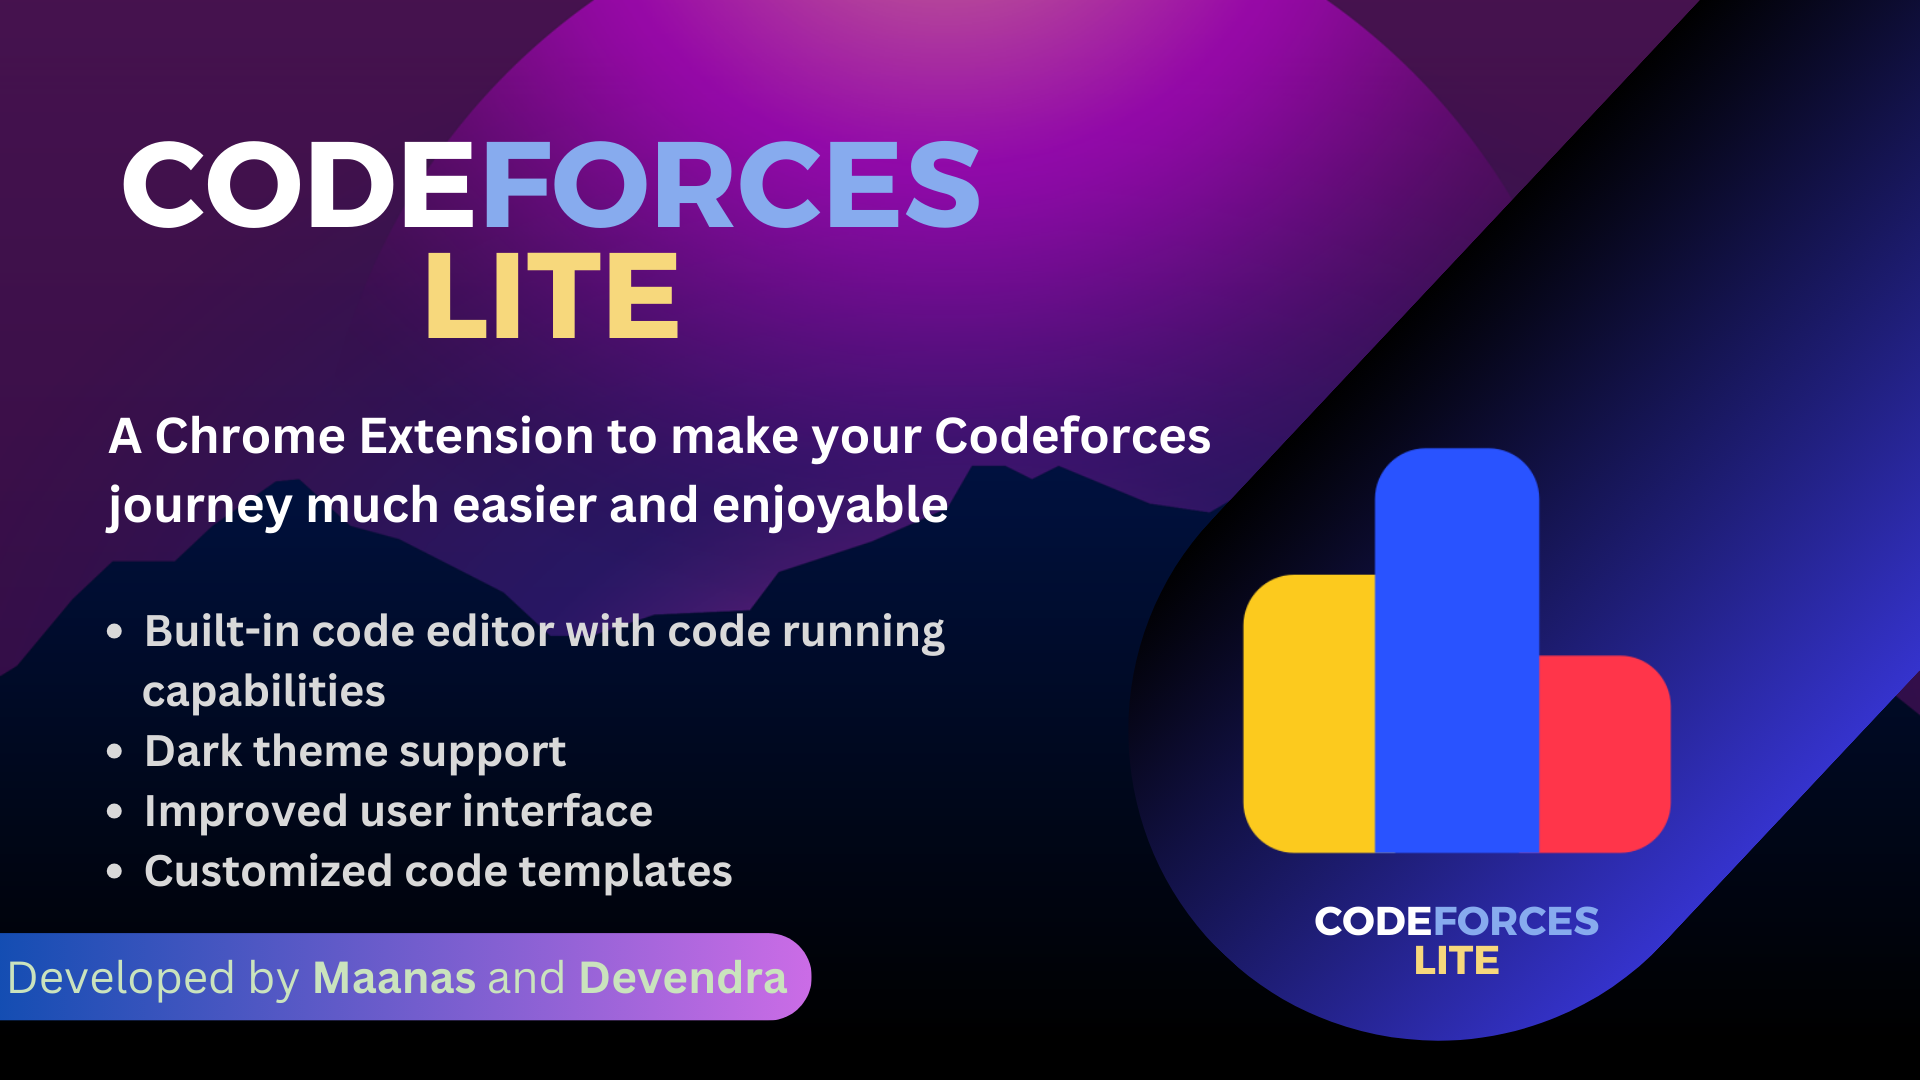 CODEFORCES
LITE
A Chrome Extension to make your Codeforces
journey much easier and enjoyable
• Built-in code editor with code running
capabilities
• Dark theme support
• Improved user interface
• Customized code templates
Developed by Maanas and Devendra
CODEFORCES
LITE